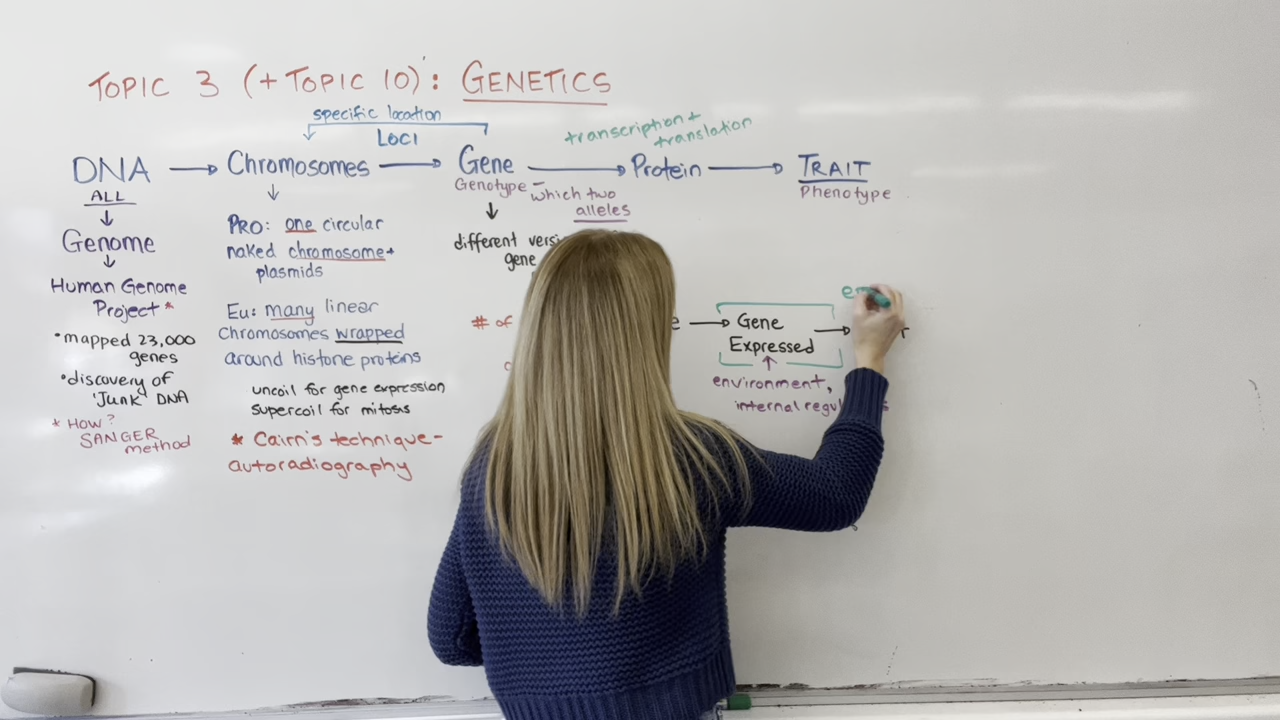 TOPIC 3 (+ TOPIC 10): GENETICS
specific location
LOCI
transcription +
translation
DNA → Chromosomes → Gene → Protein → TRAIT
ALL
↓
Genome
↓
Human Genome
Project *
• mapped 23,000
genes
• discovery of
'Junk' DNA
* HOW?
SANGER
method
↓
PRO: one circular
naked chromosome +
plasmids
Eu: many linear
Chromosomes wrapped
around histone proteins
uncoil for gene expression
supercoil for mitosis
* Cairn's technique -
autoradiography
Genotype - which two
alleles
↓
different
gene
# of
Phenotype
→ Gene →
Expressed
↑
environment,
internal